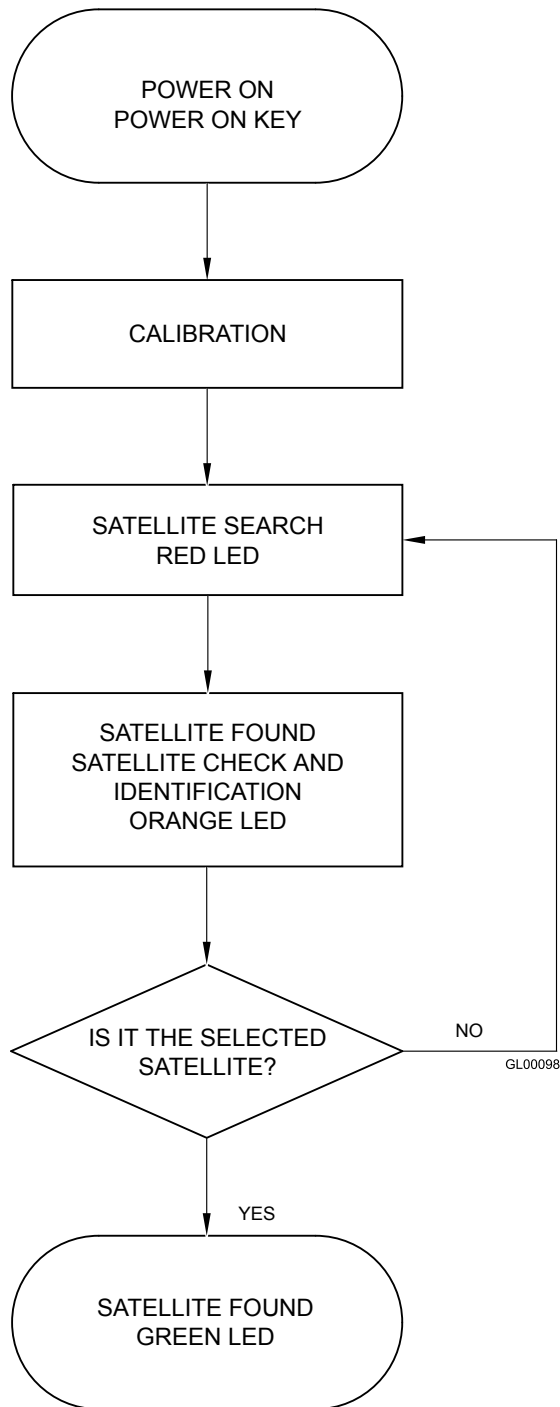 POWER ON
POWER ON KEY
CALIBRATION
SATELLITE SEARCH
RED LED
SATELLITE FOUND
SATELLITE CHECK AND
IDENTIFICATION
ORANGE LED
IS IT THE SELECTED
SATELLITE?
NO
GL00098
YES
SATELLITE FOUND
GREEN LED